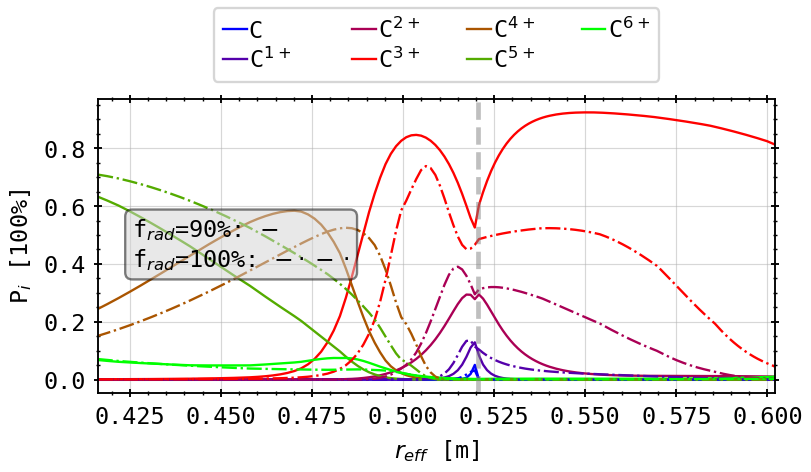 C C²⁺ C⁴⁺ C⁶⁺
C¹⁺ C³⁺ C⁵⁺
P_i [100%]
0.8
0.6
0.4
0.2
0.0
f_rad=90%: —
f_rad=100%: —·—·
0.425 0.450 0.475 0.500 0.525 0.550 0.575 0.600
r_eff [m]